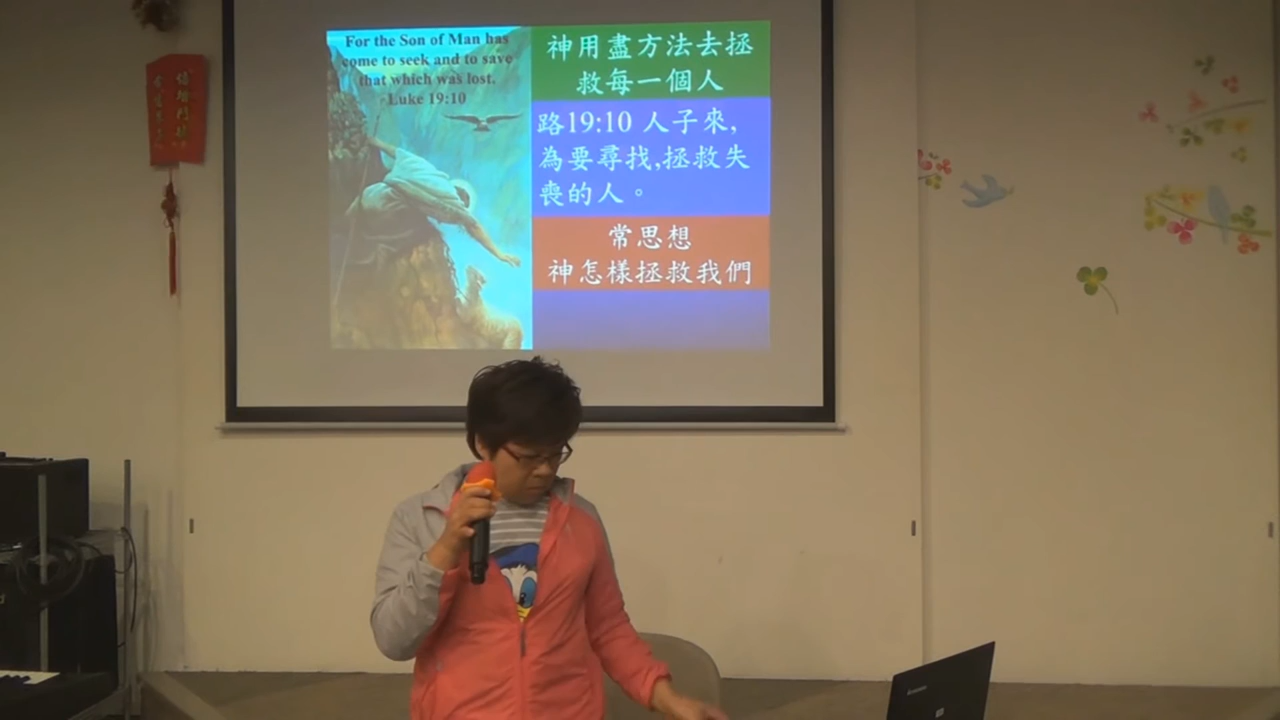 For the Son of Man has
come to seek and to save
that which was lost.
Luke 19:10
神用盡方法去拯
救每一個人
路19:10 人子來,
為要尋找,拯救失
喪的人。
常思想
神怎樣拯救我們